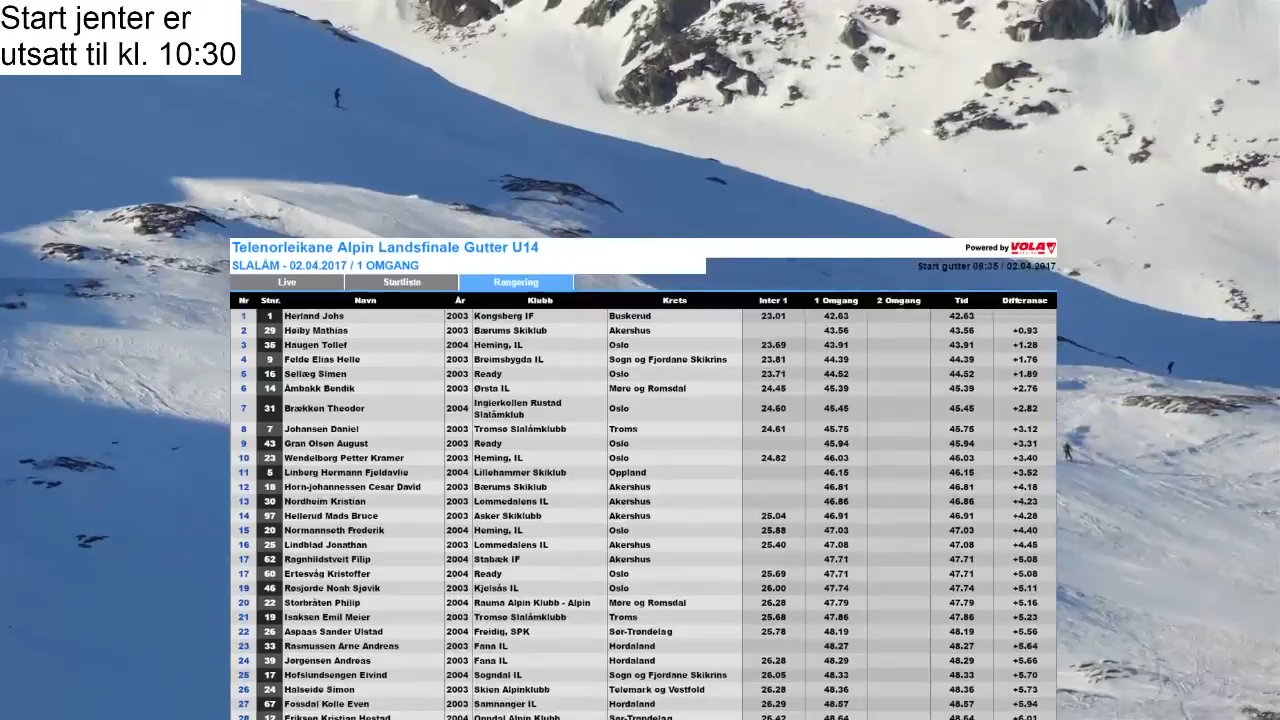 Start jenter er
utsatt til kl. 10:30
Telenorleikane Alpin Landsfinale Gutter U14
Powered by VOLA
SLALÅM - 02.04.2017 / 1 OMGANG
Start gutter 08:35 / 02.04.2017
Live Startliste Rangering
Nr Stnr. Navn År Klubb Krets Inter 1 1 Omgang 2 Omgang Tid Differanse
1 1 Herland Johs 2003 Kongsberg IF Buskerud 23.01 42.63 42.63
2 29 Høiby Mathias 2003 Bærums Skiklub Akershus 43.56 43.56 +0.93
3 35 Haugen Tollef 2004 Heming, IL Oslo 23.69 43.91 43.91 +1.28
4 9 Felde Elias Helle 2003 Breimsbygda IL Sogn og Fjordane Skikrins 23.81 44.39 44.39 +1.76
5 16 Sellæg Simen 2003 Ready Oslo 23.71 44.52 44.52 +1.89
6 14 Åmbakk Bendik 2003 Ørsta IL Møre og Romsdal 24.45 45.39 45.39 +2.76
7 31 Brækken Theodor 2004 Ingierkollen Rustad Slalåmklub Oslo 24.60 45.45 45.45 +2.82
8 7 Johansen Daniel 2003 Tromsø Slalåmklubb Troms 24.61 45.75 45.75 +3.12
9 43 Gran Olsen August 2003 Ready Oslo 45.94 45.94 +3.31
10 23 Wendelborg Petter Kramer 2003 Heming, IL Oslo 24.82 46.03 46.03 +3.40
11 5 Linberg Hermann Fjeldavlie 2004 Lillehammer Skiklub Oppland 46.15 46.15 +3.52
12 18 Horn-johannessen Cesar David 2003 Bærums Skiklub Akershus 46.81 46.81 +4.18
13 30 Nordheim Kristian 2003 Lommedalens IL Akershus 46.86 46.86 +4.23
14 97 Hellerud Mads Bruce 2003 Asker Skiklubb Akershus 25.04 46.91 46.91 +4.28
15 20 Normannseth Frederik 2004 Heming, IL Oslo 25.88 47.03 47.03 +4.40
16 25 Lindblad Jonathan 2003 Lommedalens IL Akershus 25.40 47.08 47.08 +4.45
17 62 Ragnhildstveit Filip 2004 Stabæk IF Akershus 47.71 47.71 +5.08
17 60 Ertesvåg Kristoffer 2004 Ready Oslo 25.69 47.71 47.71 +5.08
19 46 Røsjorde Noah Sjøvik 2003 Kjelsås IL Oslo 26.00 47.74 47.74 +5.11
20 22 Storbråten Philip 2004 Rauma Alpin Klubb - Alpin Møre og Romsdal 26.28 47.79 47.79 +5.16
21 19 Isaksen Emil Meier 2003 Tromsø Slalåmklubb Troms 25.68 47.86 47.86 +5.23
22 26 Aspaas Sander Ulstad 2004 Freidig, SPK Sør-Trøndelag 25.78 48.19 48.19 +5.56
23 33 Rasmussen Arne Andreas 2003 Fana IL Hordaland 48.27 48.27 +5.64
24 39 Jørgensen Andreas 2003 Fana IL Hordaland 26.28 48.29 48.29 +5.66
25 17 Hofslundsengen Eivind 2004 Sogndal IL Sogn og Fjordane Skikrins 26.05 48.33 48.33 +5.70
26 24 Halseide Simon 2003 Skien Alpinklubb Telemark og Vestfold 26.28 48.36 48.36 +5.73
27 67 Fossdal Kolle Even 2003 Samnanger IL Hordaland 26.29 48.57 48.57 +5.94
28 12 Eriksen Kristian Hestad 2004 Oppdal Alpin Klubb Sør-Trøndelag 26.42 48.64 48.64 +6.01